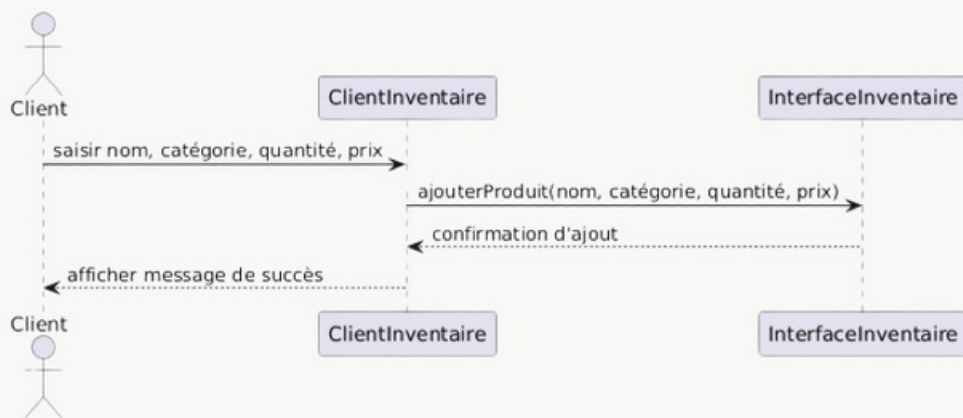 Client
ClientInventaire
InterfaceInventaire
saisir nom, catégorie, quantité, prix
ajouterProduit(nom, catégorie, quantité, prix)
confirmation d'ajout
afficher message de succès
Client
ClientInventaire
InterfaceInventaire